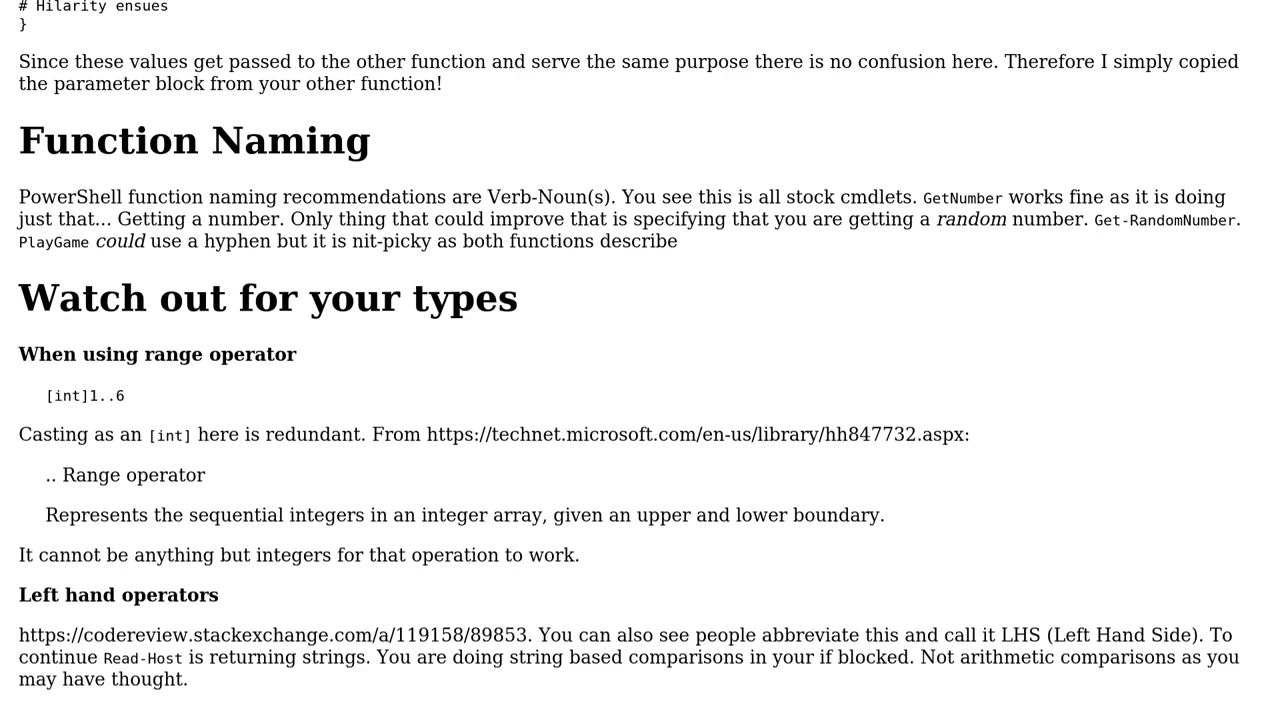 # Hilarity ensues
}
Since these values get passed to the other function and serve the same purpose there is no confusion here. Therefore I simply copied
the parameter block from your other function!
Function Naming
PowerShell function naming recommendations are Verb-Noun(s). You see this is all stock cmdlets. GetNumber works fine as it is doing
just that... Getting a number. Only thing that could improve that is specifying that you are getting a random number. Get-RandomNumber.
PlayGame could use a hyphen but it is nit-picky as both functions describe
Watch out for your types
When using range operator
[int]1..6
Casting as an [int] here is redundant. From https://technet.microsoft.com/en-us/library/hh847732.aspx:
.. Range operator
Represents the sequential integers in an integer array, given an upper and lower boundary.
It cannot be anything but integers for that operation to work.
Left hand operators
https://codereview.stackexchange.com/a/119158/89853. You can also see people abbreviate this and call it LHS (Left Hand Side). To
continue Read-Host is returning strings. You are doing string based comparisons in your if blocked. Not arithmetic comparisons as you
may have thought.